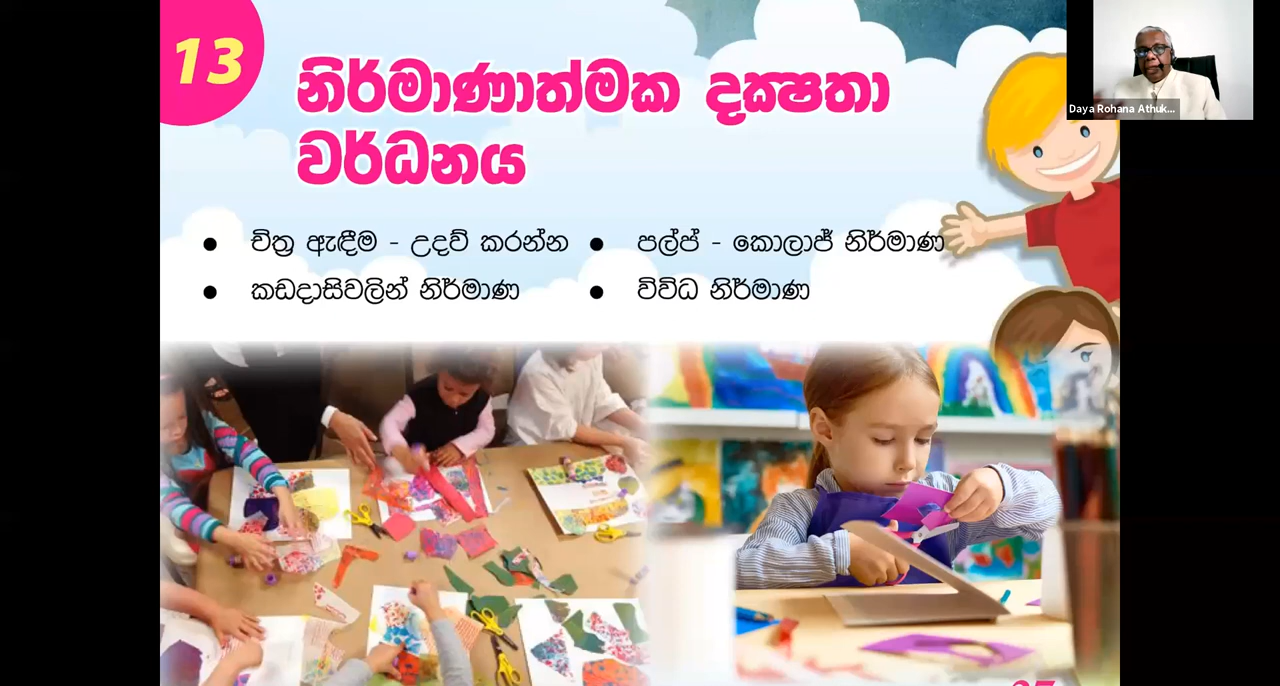 13
නිර්මාණාත්මක දක්ෂතා
වර්ධනය
● චිත්‍ර ඇඳීම - උදව් කරන්න
● කඩදාසිවලින් නිර්මාණ
● පල්ප් - කොලාජ් නිර්මාණ
● විවිධ නිර්මාණ
Daya Rohana Athuk...